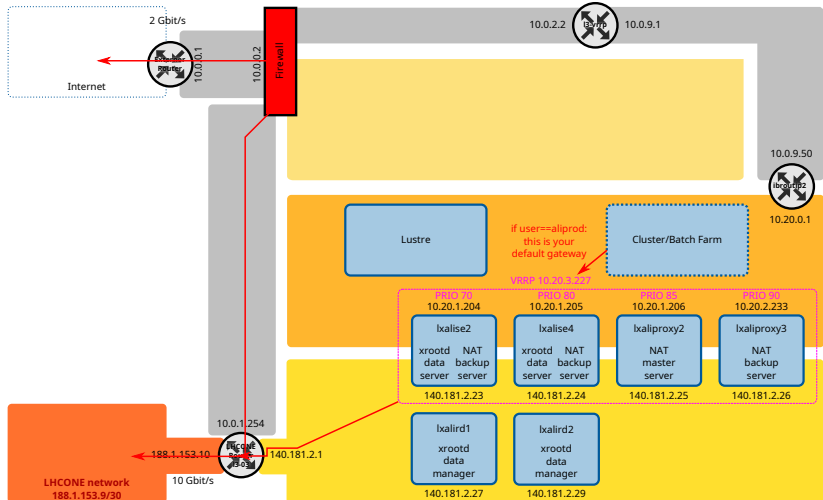 2 Gbit/s
10.0.0.1
Router
Internet
10.0.0.2
Firewall
10.0.2.2
l3-vrrp
10.0.9.1
10.0.9.50
ibroutip2
10.20.0.1
Lustre
if user==aliprod:
this is your
default gateway
Cluster/Batch Farm
VRRP 10.20.3.227
PRIO 70
10.20.1.204
lxalise2
xrootd
data
server
NAT
backup
server
140.181.2.23
PRIO 80
10.20.1.205
lxalise4
xrootd
data
server
NAT
backup
server
140.181.2.24
PRIO 85
10.20.1.206
lxaliproxy2
NAT
master
server
140.181.2.25
PRIO 90
10.20.2.233
lxaliproxy3
NAT
backup
server
140.181.2.26
lxalird1
xrootd
data
manager
140.181.2.27
lxalird2
xrootd
data
manager
140.181.2.29
10.0.1.254
188.1.153.10
LHCONE
140.181.2.1
10 Gbit/s
LHCONE network
188.1.153.9/30